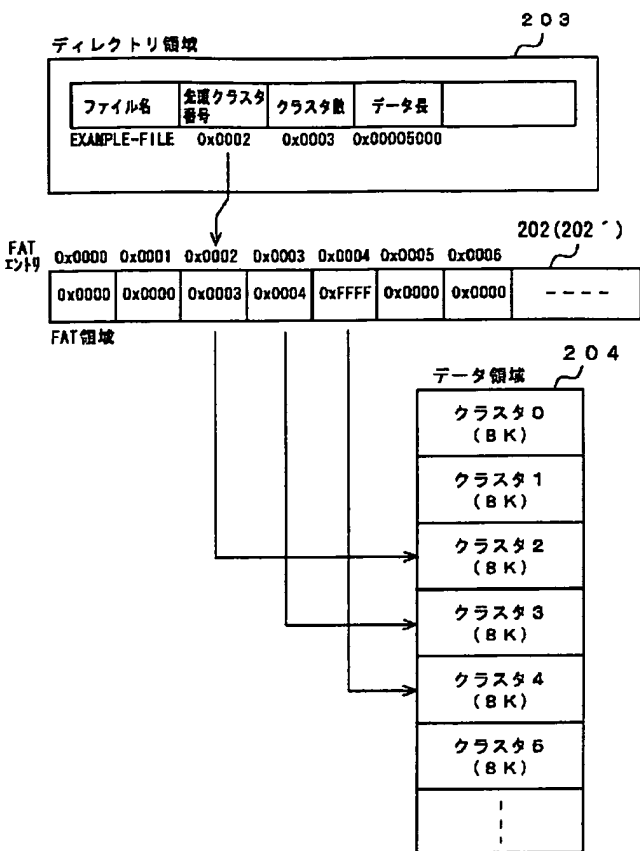 203
ディレクトリ領域
ファイル名 先頭クラスタ番号 クラスタ数 データ長
EXAMPLE-FILE 0x0002 0x0003 0x00005000
202(202´)
FATエントリ 0x0000 0x0001 0x0002 0x0003 0x0004 0x0005 0x0006
0x0000 0x0000 0x0003 0x0004 0xFFFF 0x0000 0x0000 ----
FAT領域
204
データ領域
クラスタ0
(8K)
クラスタ1
(8K)
クラスタ2
(8K)
クラスタ3
(8K)
クラスタ4
(8K)
クラスタ5
(8K)